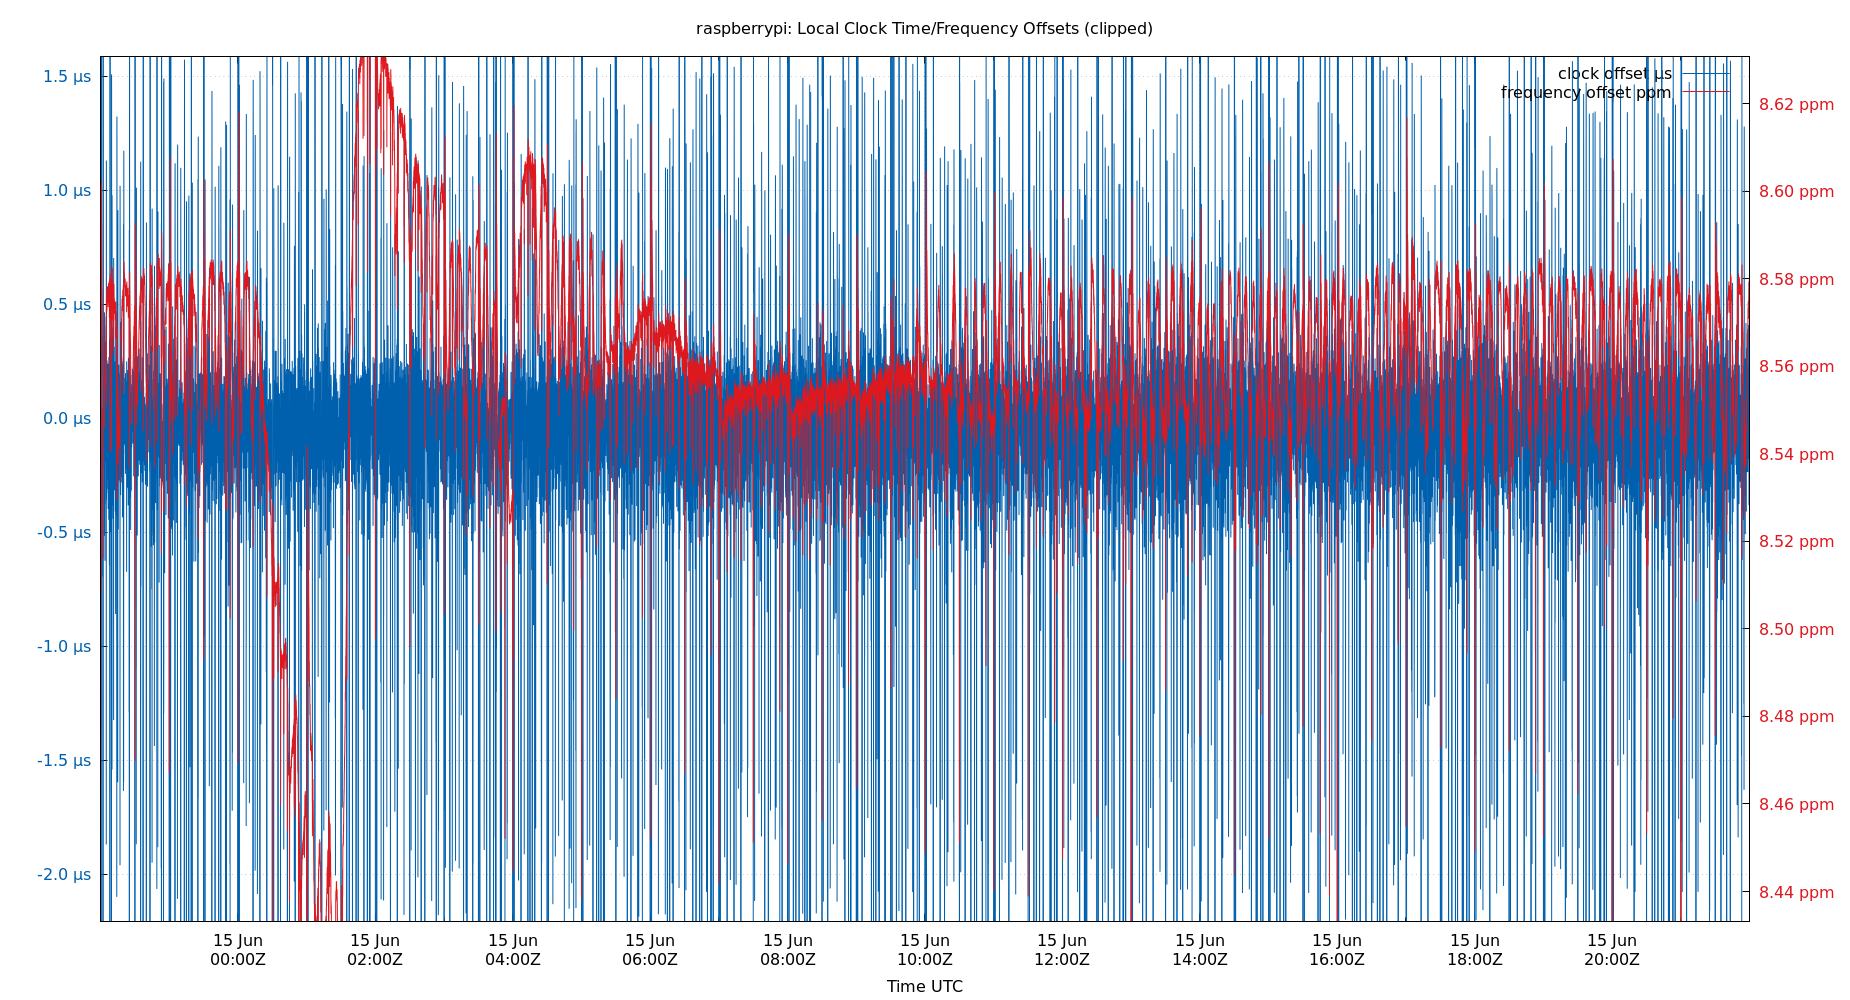 raspberrypi: Local Clock Time/Frequency Offsets (clipped)
clock offset µs
frequency offset ppm
1.5 µs
1.0 µs
0.5 µs
0.0 µs
-0.5 µs
-1.0 µs
-1.5 µs
-2.0 µs
8.62 ppm
8.60 ppm
8.58 ppm
8.56 ppm
8.54 ppm
8.52 ppm
8.50 ppm
8.48 ppm
8.46 ppm
8.44 ppm
15 Jun 15 Jun 15 Jun 15 Jun 15 Jun 15 Jun 15 Jun 15 Jun 15 Jun 15 Jun 15 Jun
00:00Z 02:00Z 04:00Z 06:00Z 08:00Z 10:00Z 12:00Z 14:00Z 16:00Z 18:00Z 20:00Z
Time UTC